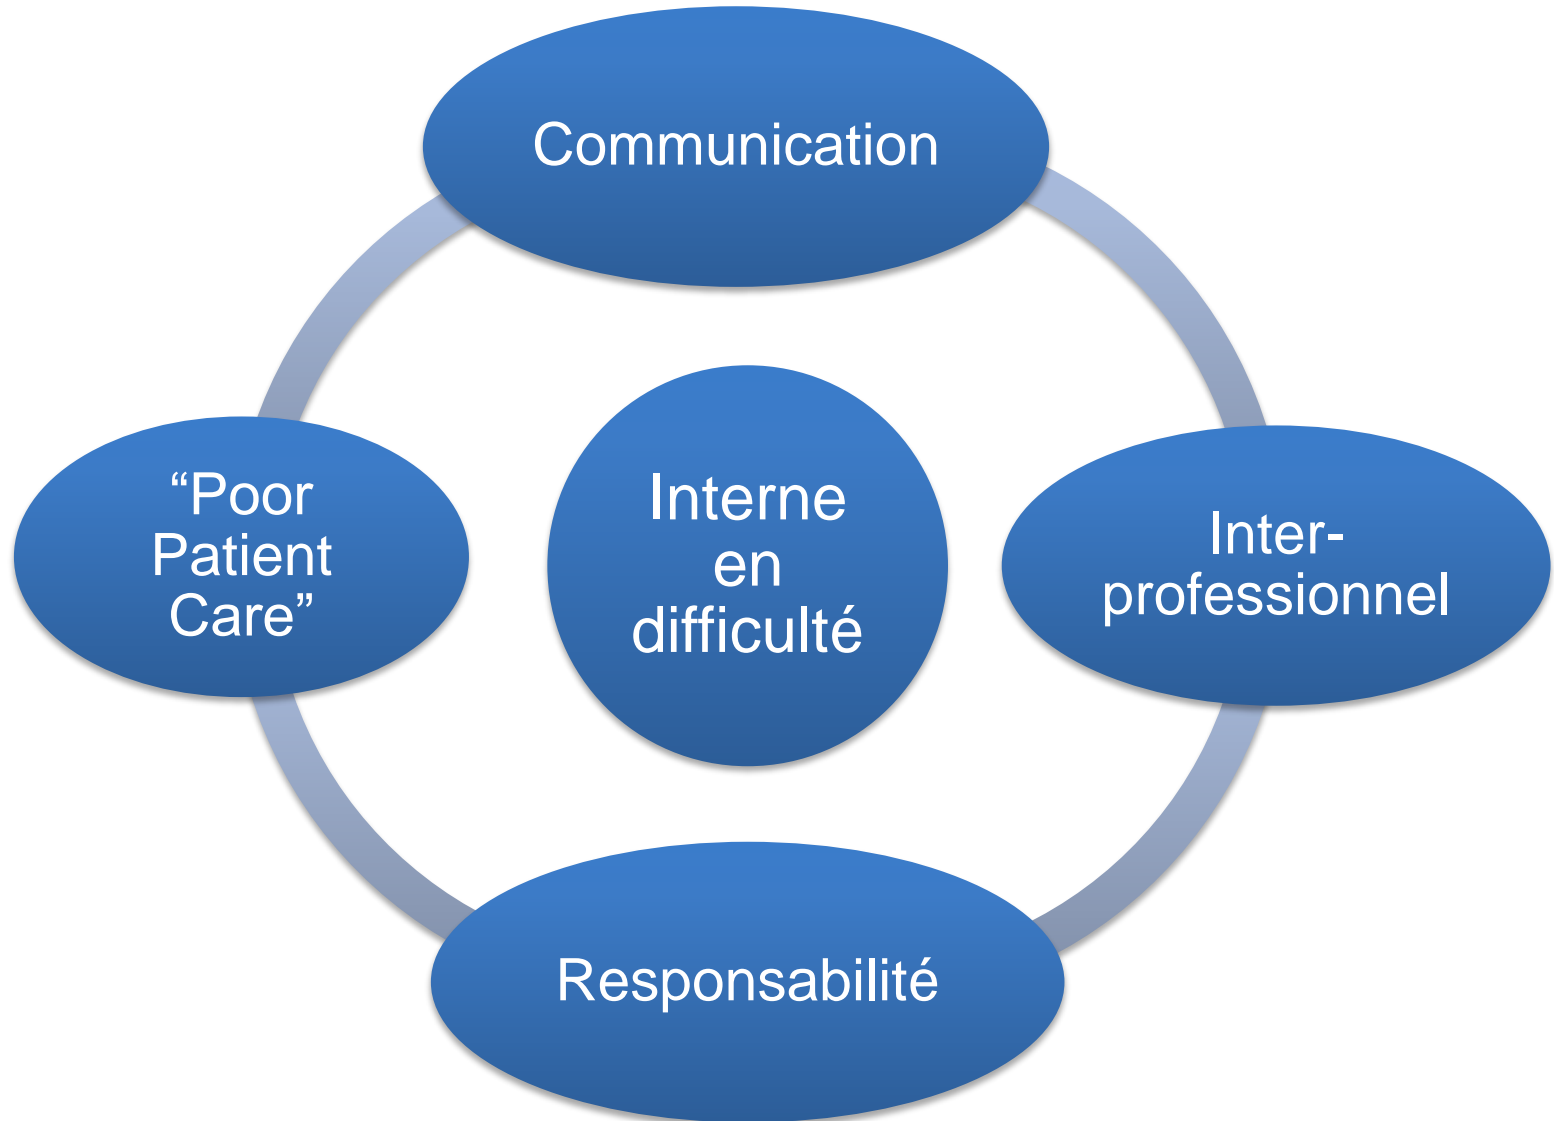 Communication
“Poor
Patient
Care”
Interne
en
difficulté
Inter-
professionnel
Responsabilité